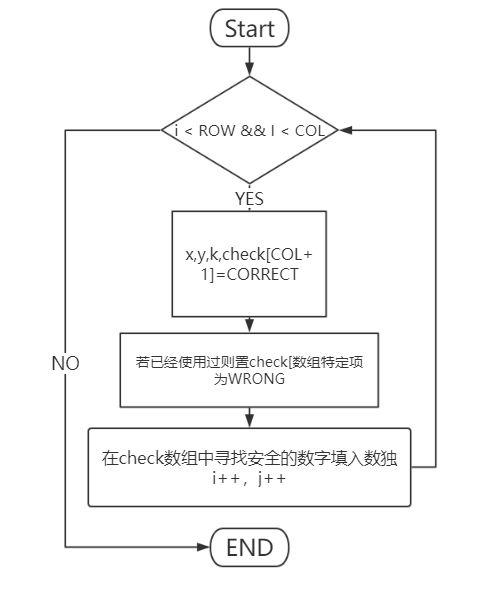 Start
i < ROW && I < COL
YES
x,y,k,check[COL+
1]=CORRECT
NO
若已经使用过则置check[数组特定项
为WRONG
在check数组中寻找安全的数字填入数独
i++，j++
END